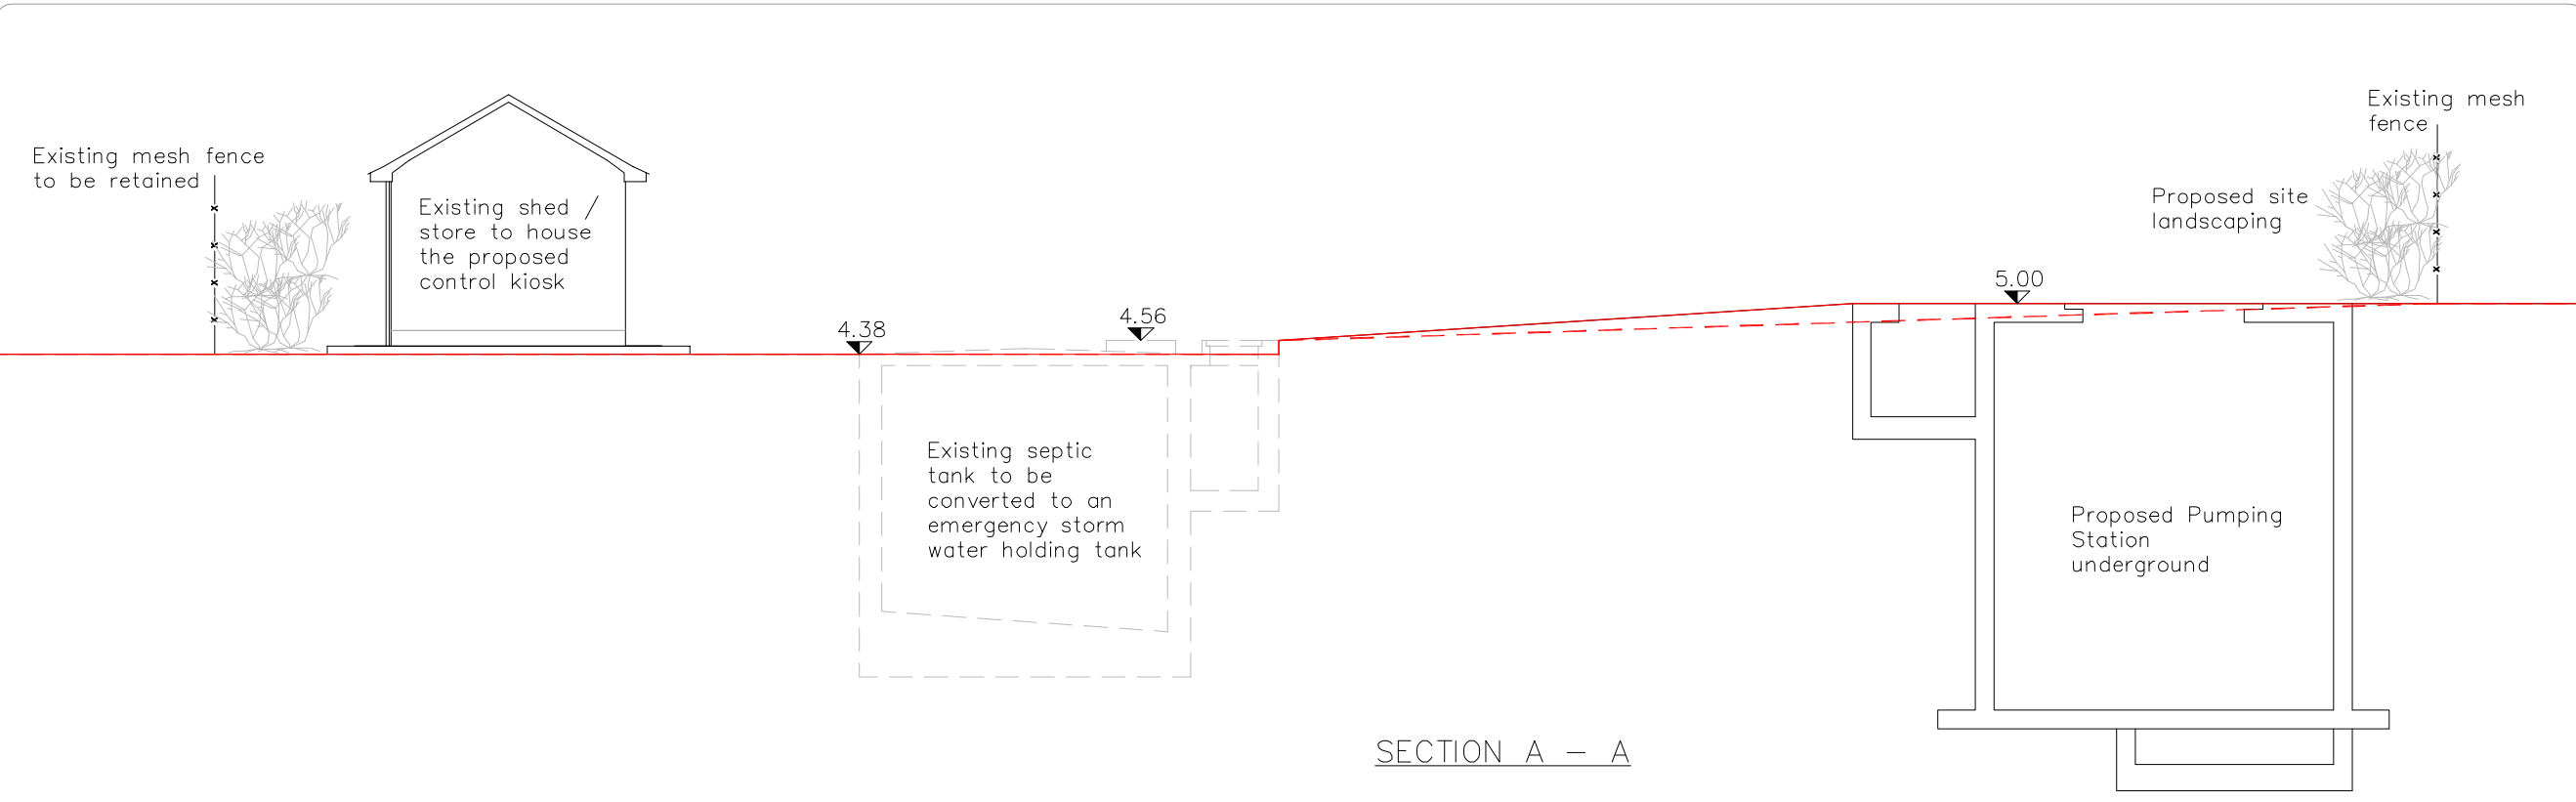 Existing mesh fence
to be retained
Existing shed /
store to house
the proposed
control kiosk
4.38
4.56
Existing septic
tank to be
converted to an
emergency storm
water holding tank
5.00
Proposed site
landscaping
Existing mesh
fence
Proposed Pumping
Station
underground
SECTION A – A